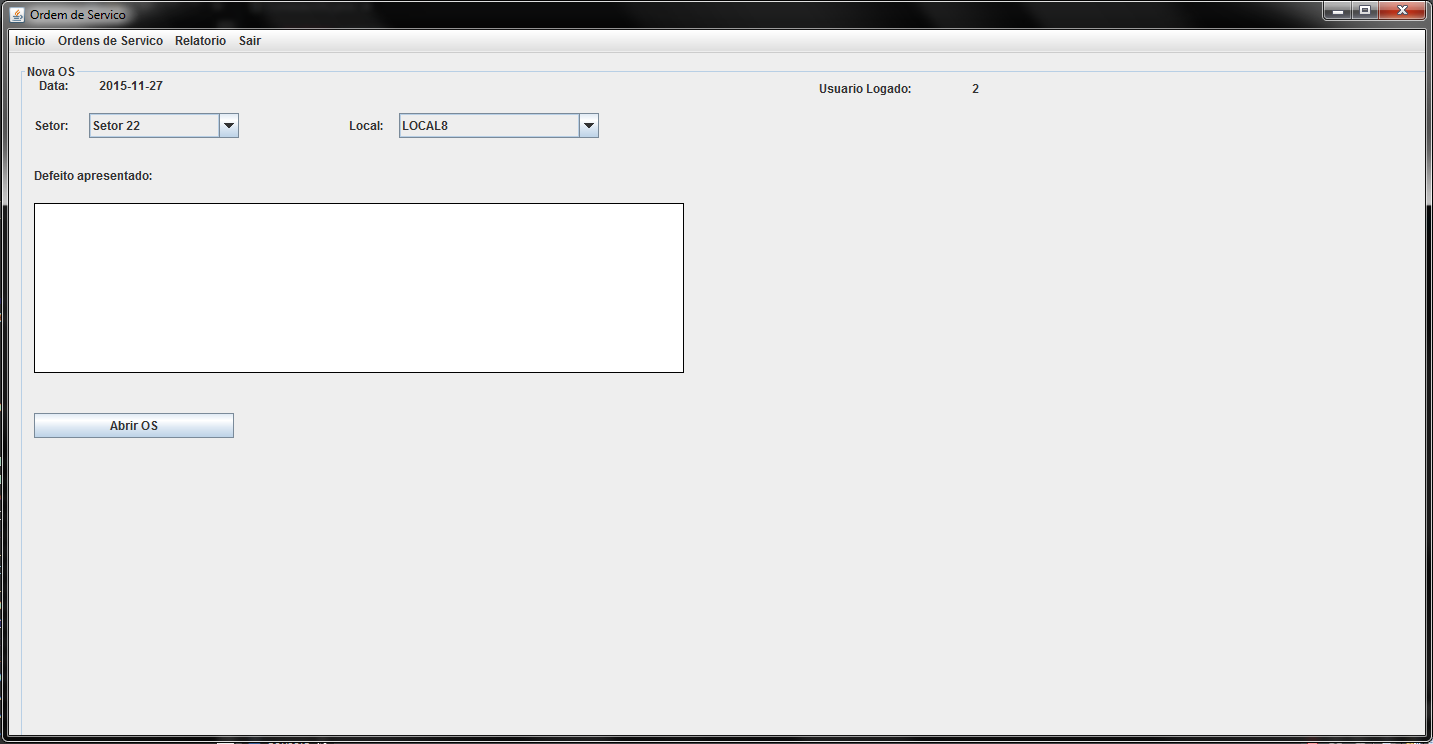 Ordem de Servico
Inicio Ordens de Servico Relatorio Sair
Nova OS
Data: 2015-11-27 Usuario Logado: 2
Setor: Setor 22 Local: LOCAL8
Defeito apresentado:
Abrir OS